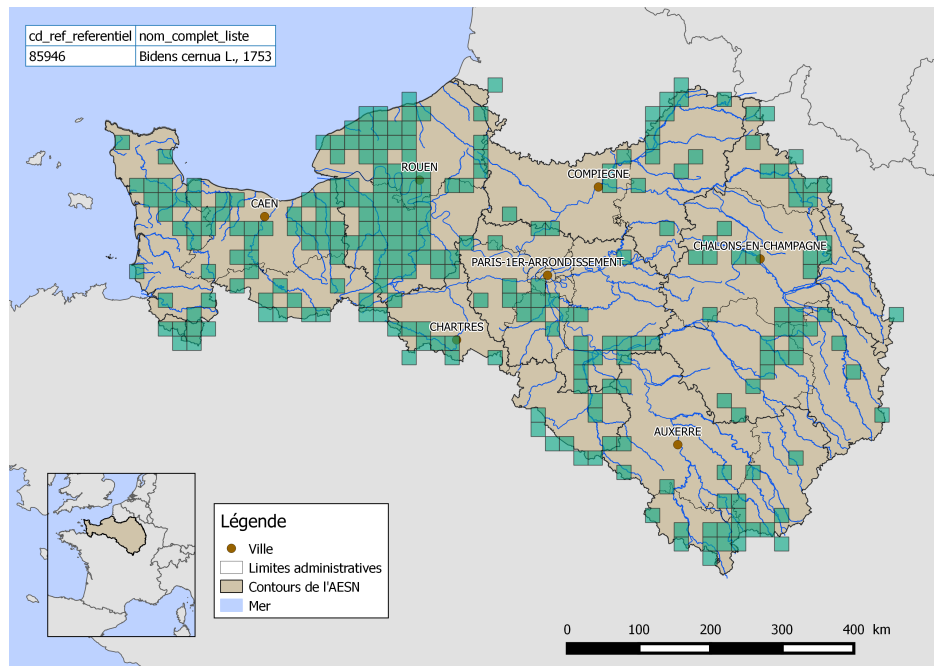 cd_ref_referentiel nom_complet_liste
85946 Bidens cernua L., 1753
ROUEN
COMPIEGNE
CAEN
CHALONS-EN-CHAMPAGNE
PARIS-1ER-ARRONDISSEMENT
CHARTRES
AUXERRE
Légende
Ville
Limites administratives
Contours de l'AESN
Mer
0 100 200 300 400 km